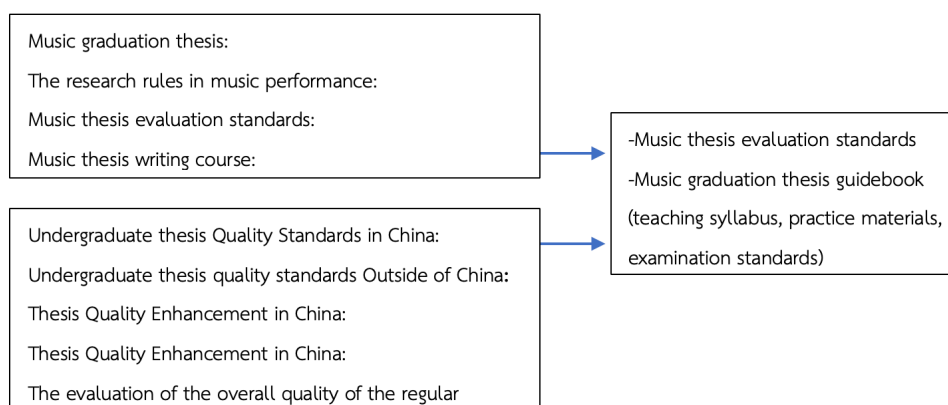 Music graduation thesis:
The research rules in music performance:
Music thesis evaluation standards:
Music thesis writing course:
-Music thesis evaluation standards
-Music graduation thesis guidebook
(teaching syllabus, practice materials,
examination standards)
Undergraduate thesis Quality Standards in China:
Undergraduate thesis quality standards Outside of China:
Thesis Quality Enhancement in China:
Thesis Quality Enhancement in China:
The evaluation of the overall quality of the regular